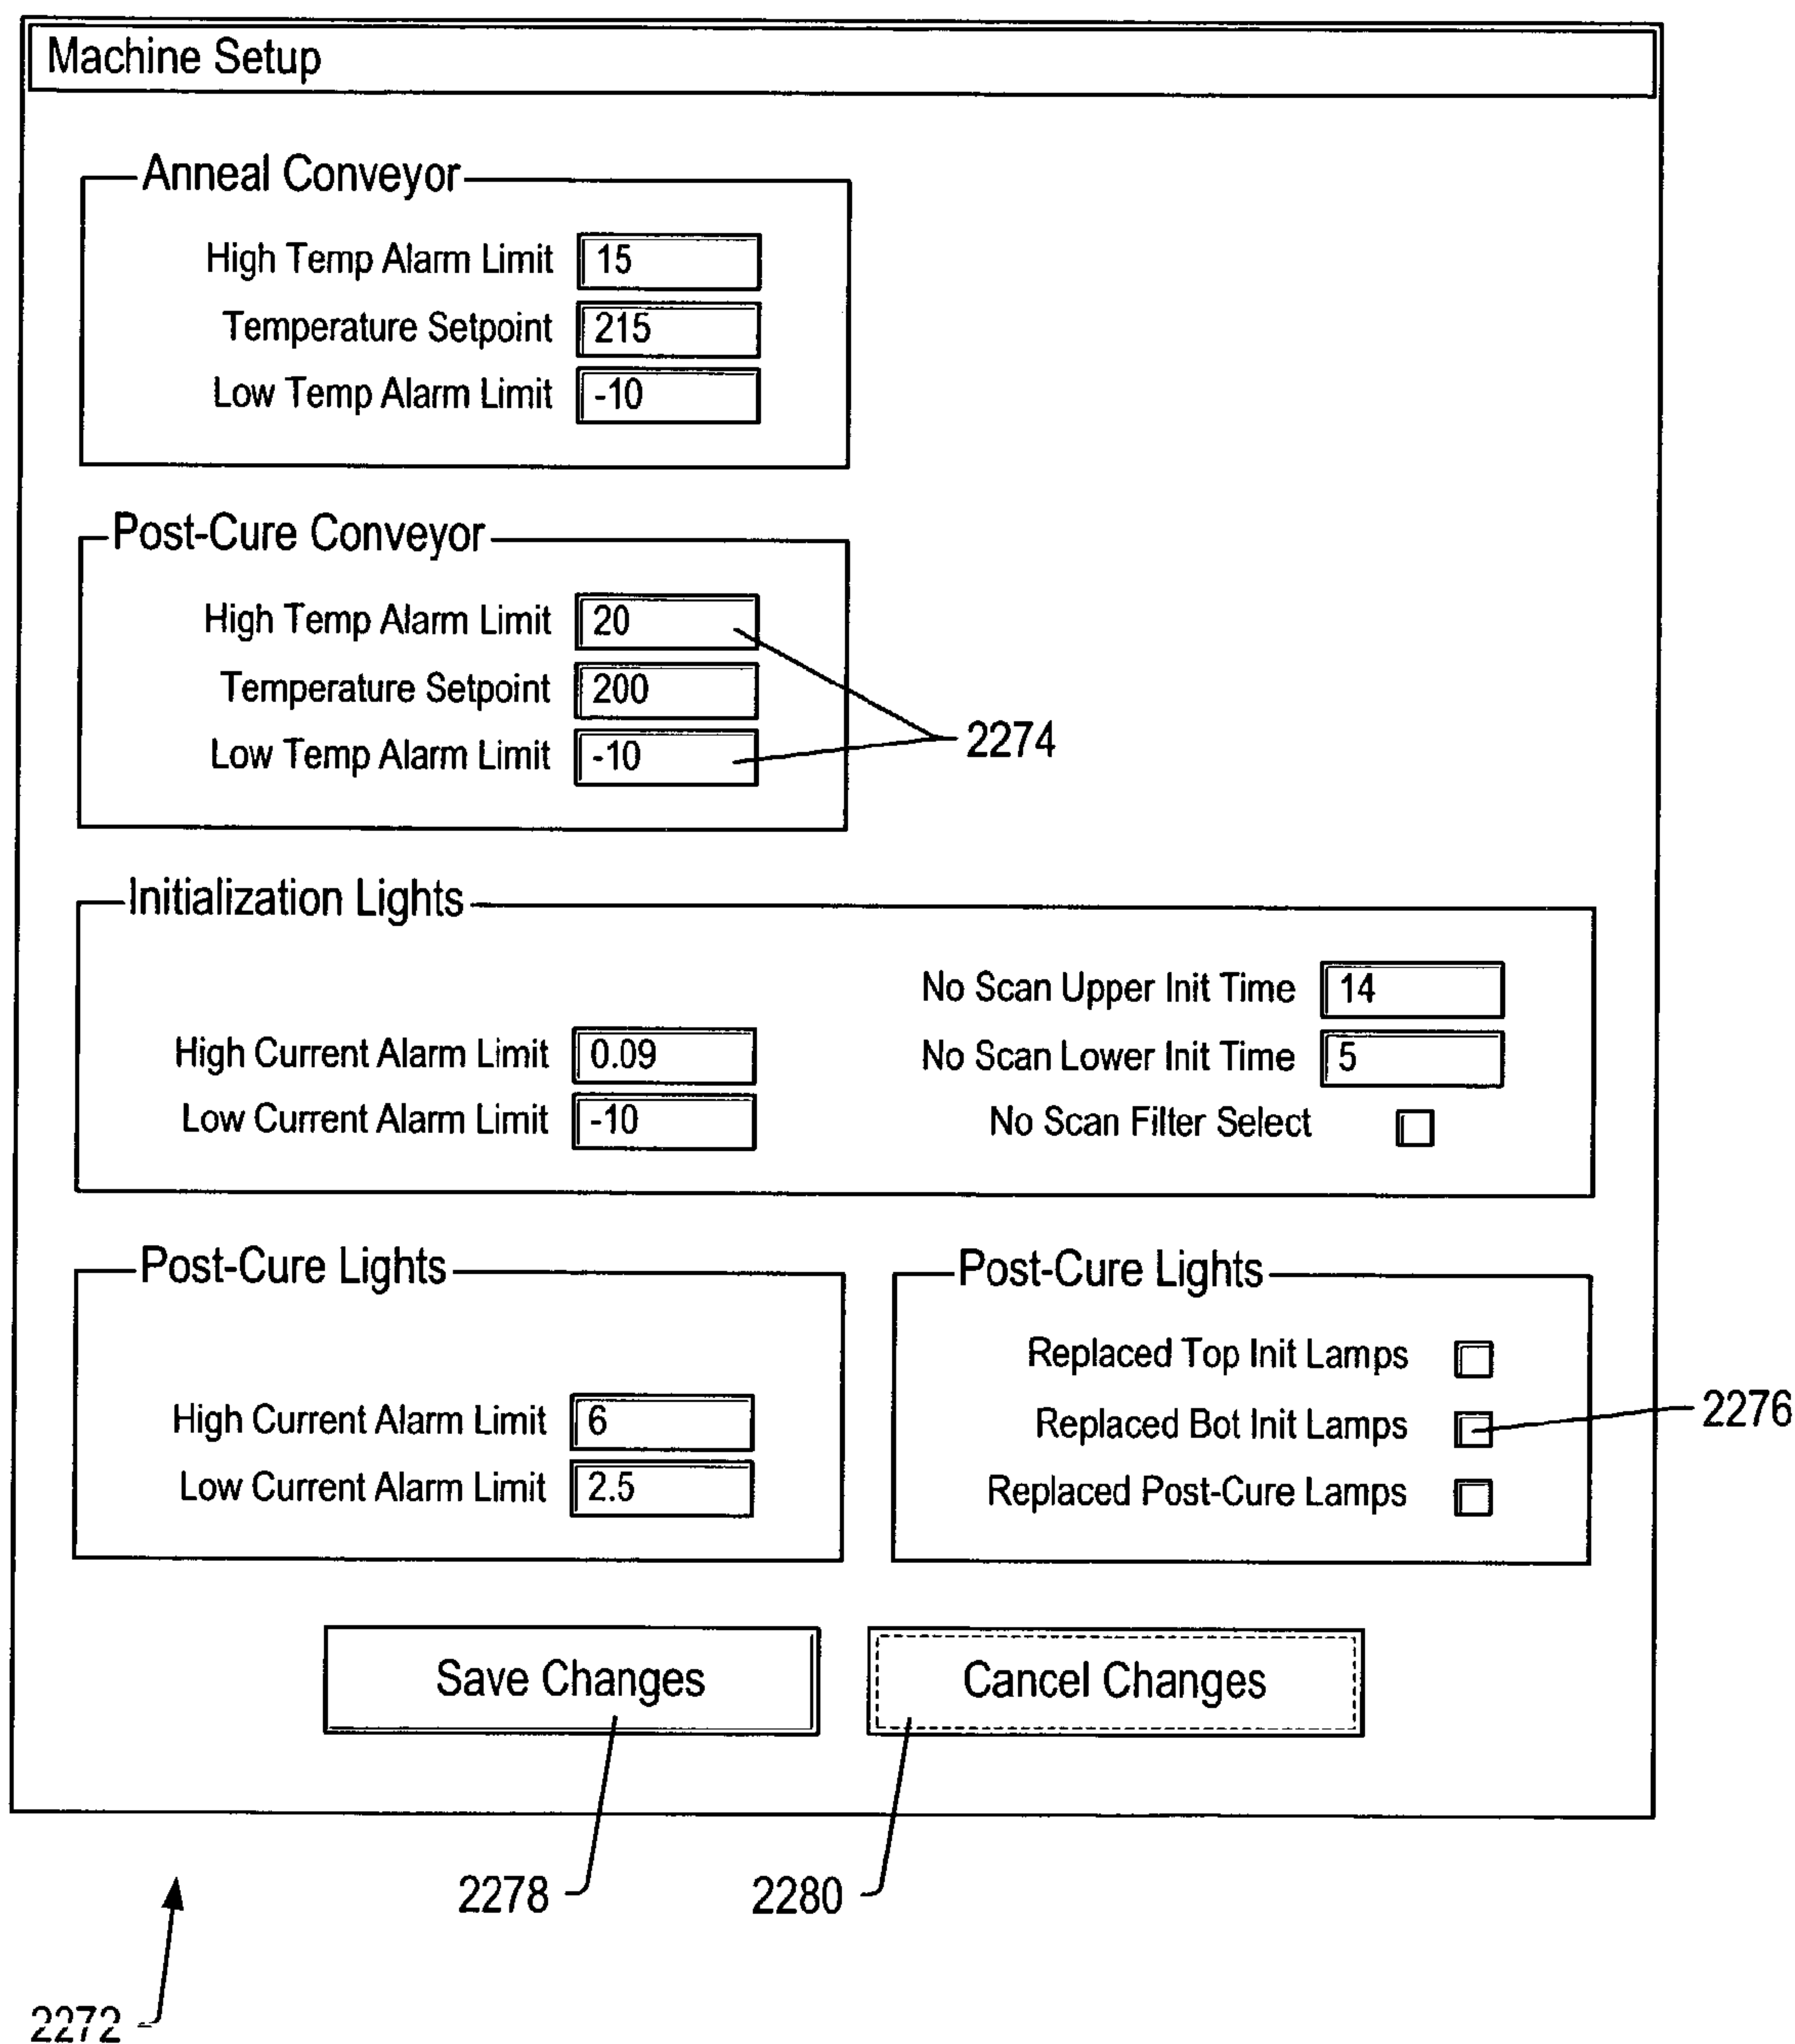 Machine Setup
Anneal Conveyor
High Temp Alarm Limit 15
Temperature Setpoint 215
Low Temp Alarm Limit -10
Post-Cure Conveyor
High Temp Alarm Limit 20
Temperature Setpoint 200
Low Temp Alarm Limit -10
2274
Initialization Lights
No Scan Upper Init Time 14
High Current Alarm Limit 0.09
No Scan Lower Init Time 5
Low Current Alarm Limit -10
No Scan Filter Select
Post-Cure Lights
High Current Alarm Limit 6
Low Current Alarm Limit 2.5
Post-Cure Lights
Replaced Top Init Lamps
Replaced Bot Init Lamps
Replaced Post-Cure Lamps
2276
Save Changes
Cancel Changes
2278
2280
2272